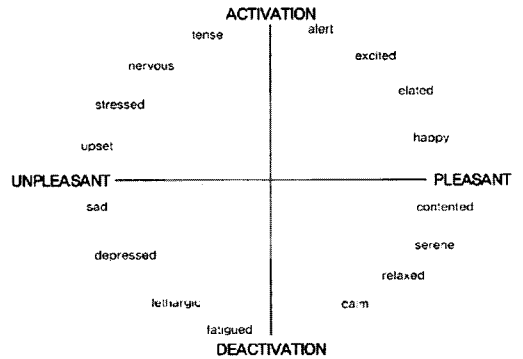 ACTIVATION
tense
alert
nervous
excited
stressed
elated
upset
happy
UNPLEASANT
PLEASANT
sad
contented
depressed
serene
relaxed
lethargic
calm
fatigued
DEACTIVATION